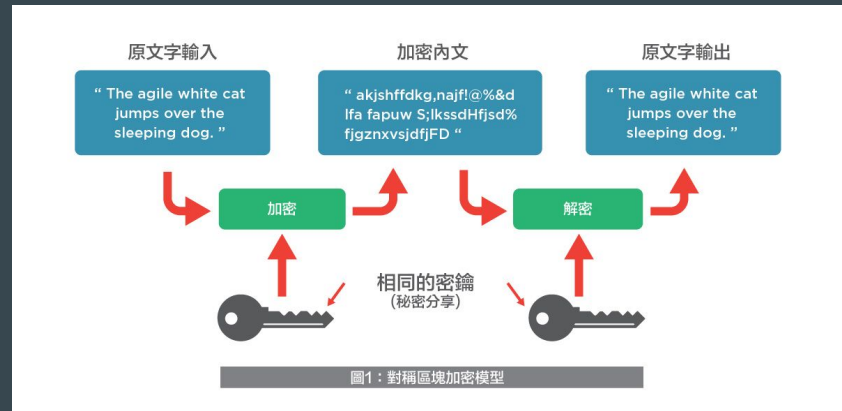 原文字輸入
加密內文
原文字輸出
“ The agile white cat
jumps over the
sleeping dog. ”
“ akjshffdkg,najf!@%&d
lfa fapuw S;lkssdHfjsd%
fjgznxvsjdfjFD “
“ The agile white cat
jumps over the
sleeping dog. ”
加密
解密
相同的密鑰
(秘密分享)
圖1：對稱區塊加密模型